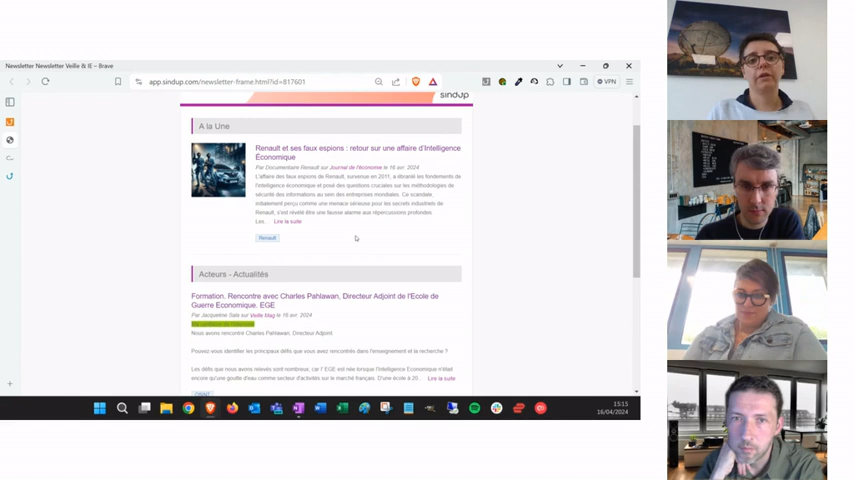 Newsletter Newsletter Veille & IE – Brave
app.sindup.com/newsletter-frame.html?id=817601
VPN
sindup
A la Une
Renault et ses faux espions : retour sur une affaire d'Intelligence
Économique
Par Documentaire Renault sur Journal de l'économie le 16 avr. 2024
L'affaire des faux espions de Renault, survenue en 2011, a ébranlé les fondements de
l'intelligence économique et posé des questions cruciales sur les méthodologies de
sécurité des informations au sein des entreprises mondiales. Ce scandale,
initialement perçu comme une menace sérieuse pour les secrets industriels de
Renault, s'est révélé être une fausse alarme aux répercussions profondes
Les... Lire la suite
Renault
Acteurs - Actualités
Formation. Rencontre avec Charles Pahlawan, Directeur Adjoint de l'Ecole de
Guerre Economique. EGE
Par Jacqueline Sala sur Veille Mag le 16 avr. 2024
Nous avons rencontré Charles Pahlawan, Directeur Adjoint.
Pouvez vous identifier les principaux défis que vous avez rencontrés dans l'enseignement et la recherche ?
Les défis que nous avons relevés sont nombreux, car l' EGE est née lorsque l'Intelligence Economique n'était
encore qu'une goutte d'eau comme secteur d'activités sur le marché français. D'une école à 20... Lire la suite
15:15
16/04/2024